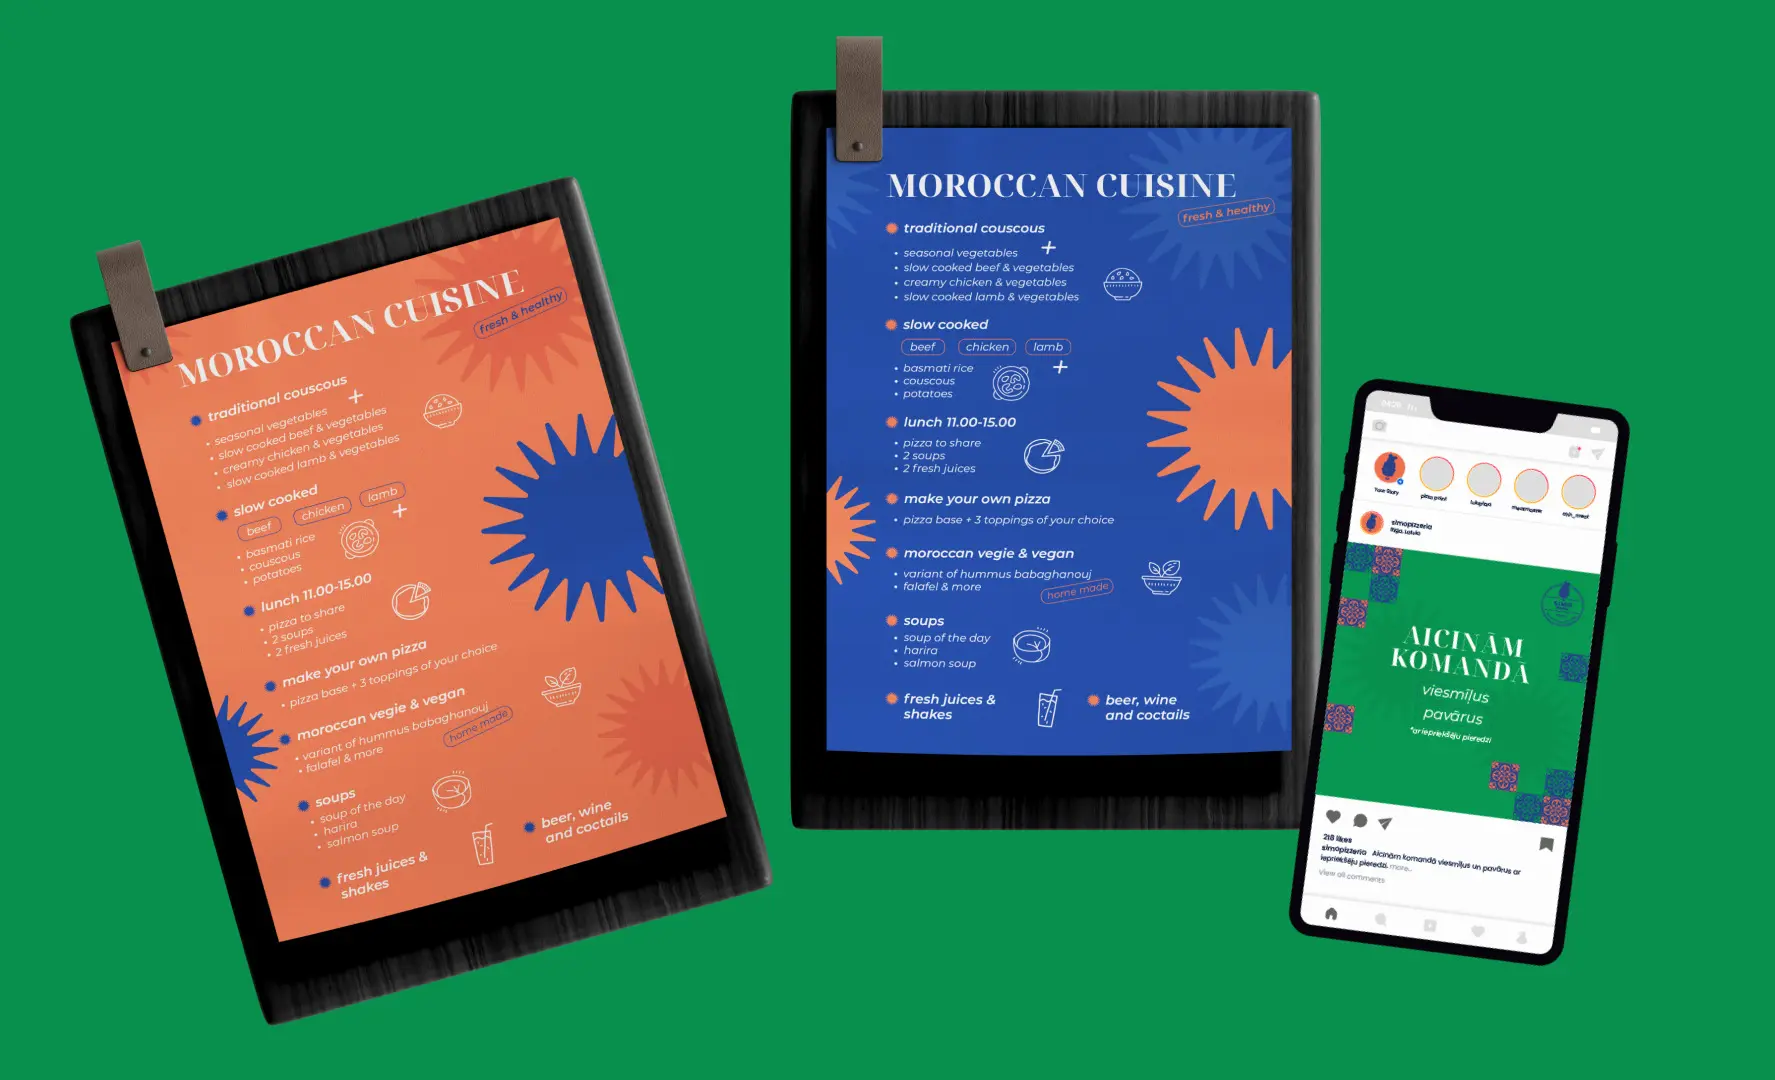 MOROCCAN CUISINE
fresh & healthy
traditional couscous
seasonal vegetables
slow cooked beef & vegetables
creamy chicken & vegetables
slow cooked lamb & vegetables
slow cooked
beef chicken lamb
basmati rice
couscous
potatoes
lunch 11.00-15.00
pizza to share
2 soups
2 fresh juices
make your own pizza
pizza base + 3 toppings of your choice
moroccan vegie & vegan
variant of hummus babaghanouj
falafel & more
home made
soups
soup of the day
harira
salmon soup
fresh juices &
shakes
beer, wine
and coctails
MOROCCAN CUISINE
fresh & healthy
traditional couscous
seasonal vegetables
slow cooked beef & vegetables
creamy chicken & vegetables
slow cooked lamb & vegetables
slow cooked
beef chicken lamb
basmati rice
couscous
potatoes
lunch 11.00-15.00
pizza to share
2 soups
2 fresh juices
make your own pizza
pizza base + 3 toppings of your choice
moroccan vegie & vegan
variant of hummus babaghanouj
falafel & more
home made
soups
soup of the day
harira
salmon soup
fresh juices &
shakes
beer, wine
and coctails
Your Story
simopizzeria
Riga, Latvia
AICINĀM
KOMANDĀ
viesmīļus
pavārus
*ar iepriekšēju pieredzi
218 likes
simopizzeria Aicinām komandā viesmīļus un pavārus ar
iepriekšēju pieredzi. more..
View all comments